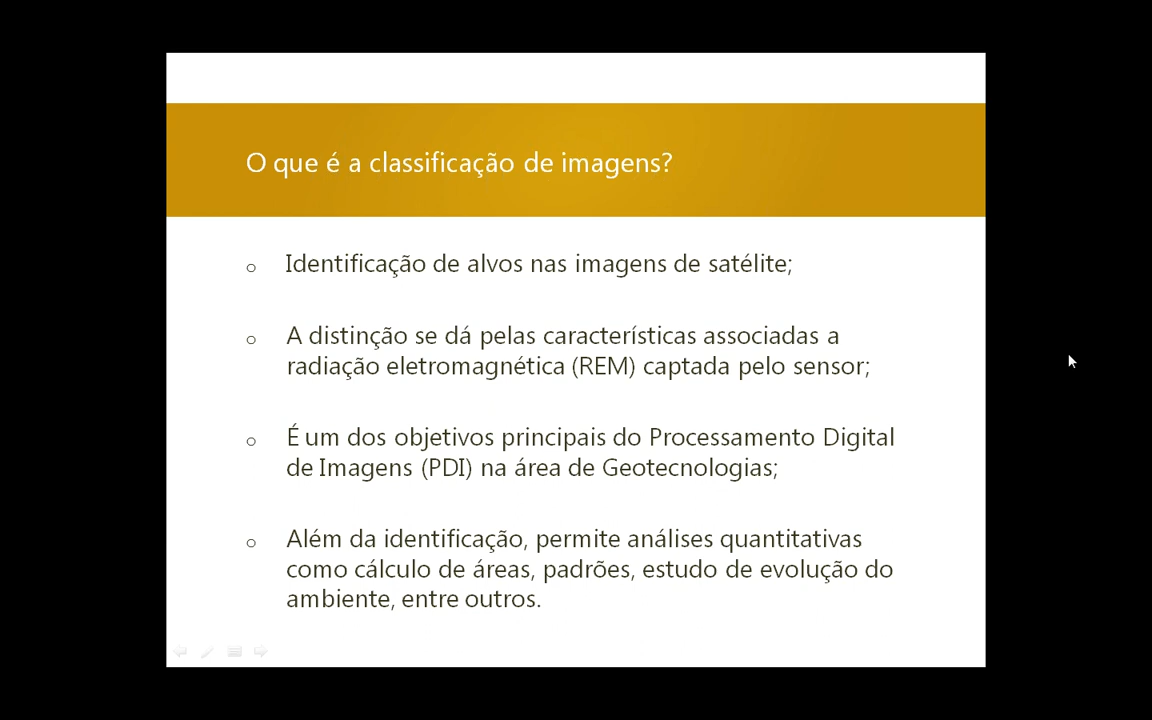 O que é a classificação de imagens?
o Identificação de alvos nas imagens de satélite;
o A distinção se dá pelas características associadas a
radiação eletromagnética (REM) captada pelo sensor;
o É um dos objetivos principais do Processamento Digital
de Imagens (PDI) na área de Geotecnologias;
o Além da identificação, permite análises quantitativas
como cálculo de áreas, padrões, estudo de evolução do
ambiente, entre outros.